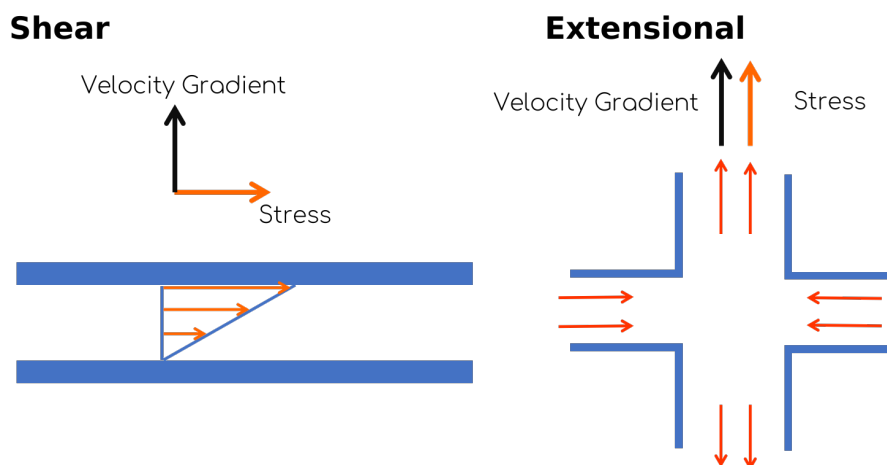 Shear
Extensional
Velocity Gradient
Stress
Velocity Gradient
Stress